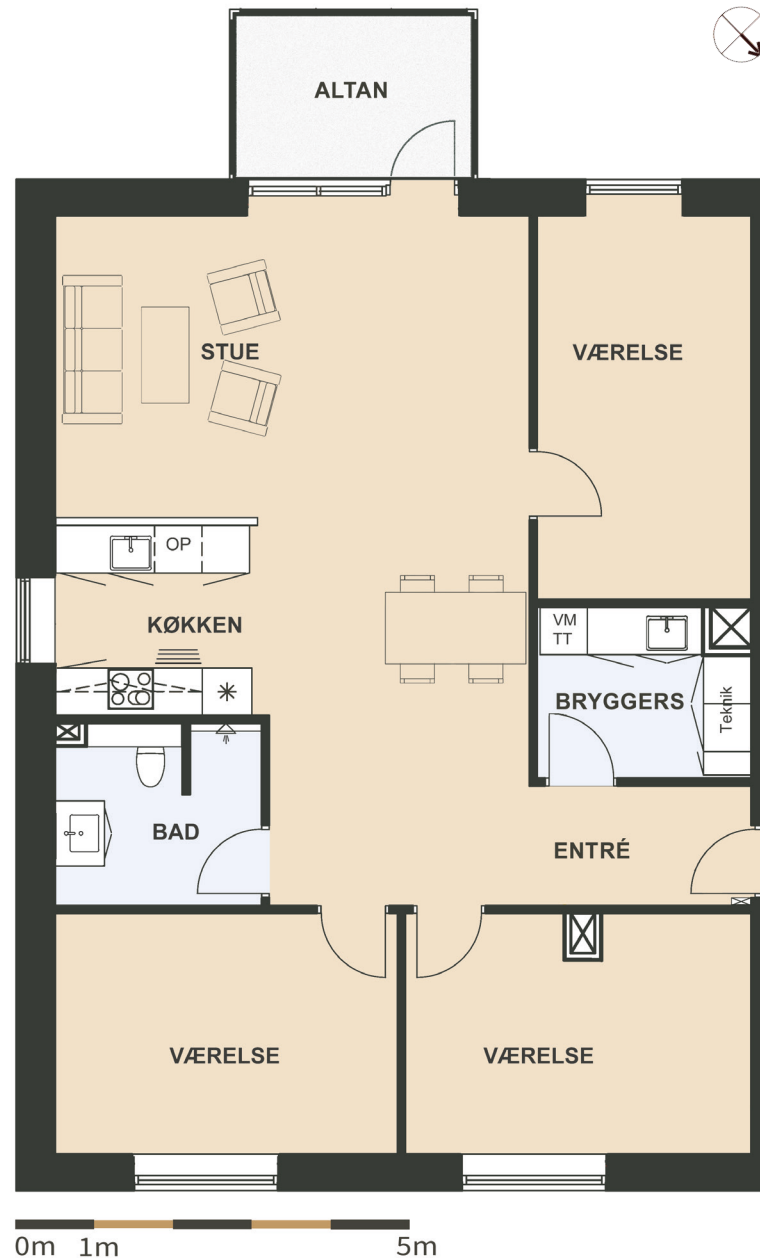 ALTAN
STUE
VÆRELSE
OP
KØKKEN
VM
TT
BRYGGERS
Teknik
BAD
ENTRÉ
VÆRELSE
VÆRELSE
0m 1m 5m